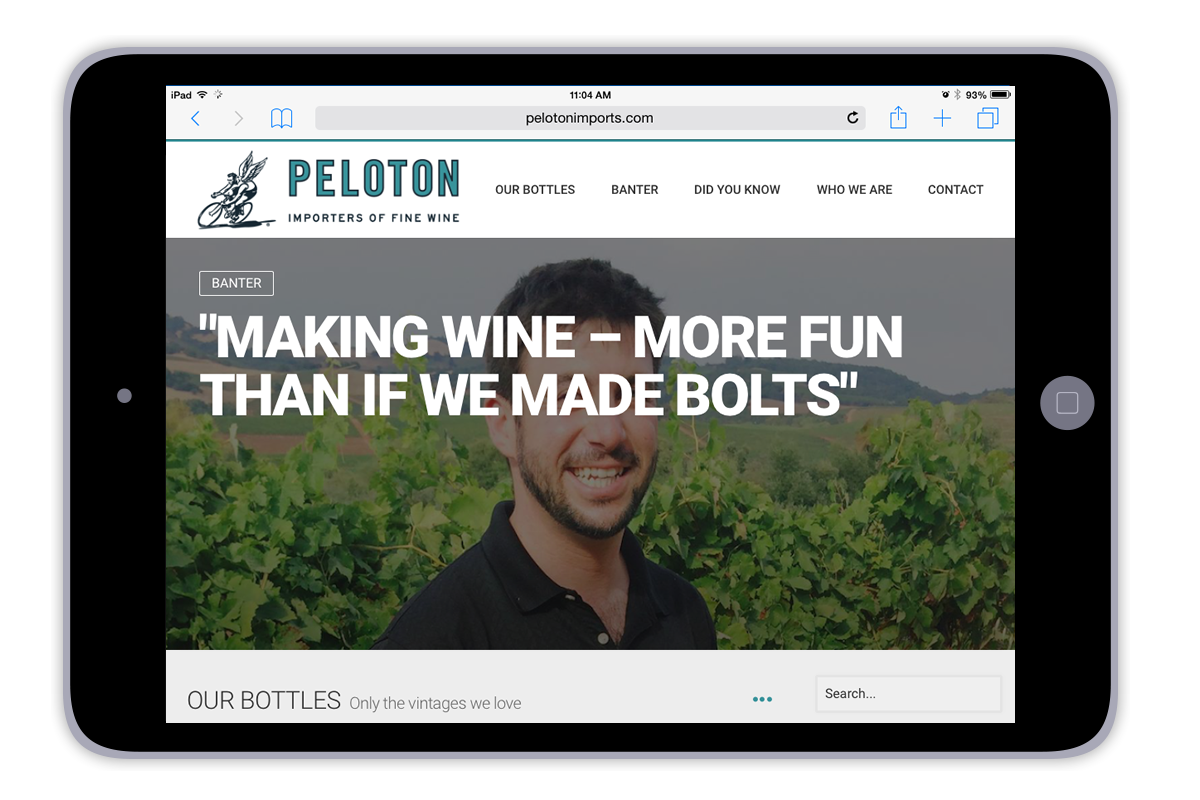 iPad 11:04 AM 93%
pelotonimports.com
PELOTON
IMPORTERS OF FINE WINE
OUR BOTTLES BANTER DID YOU KNOW WHO WE ARE CONTACT
BANTER
"MAKING WINE – MORE FUN
THAN IF WE MADE BOLTS"
OUR BOTTLES Only the vintages we love
Search...